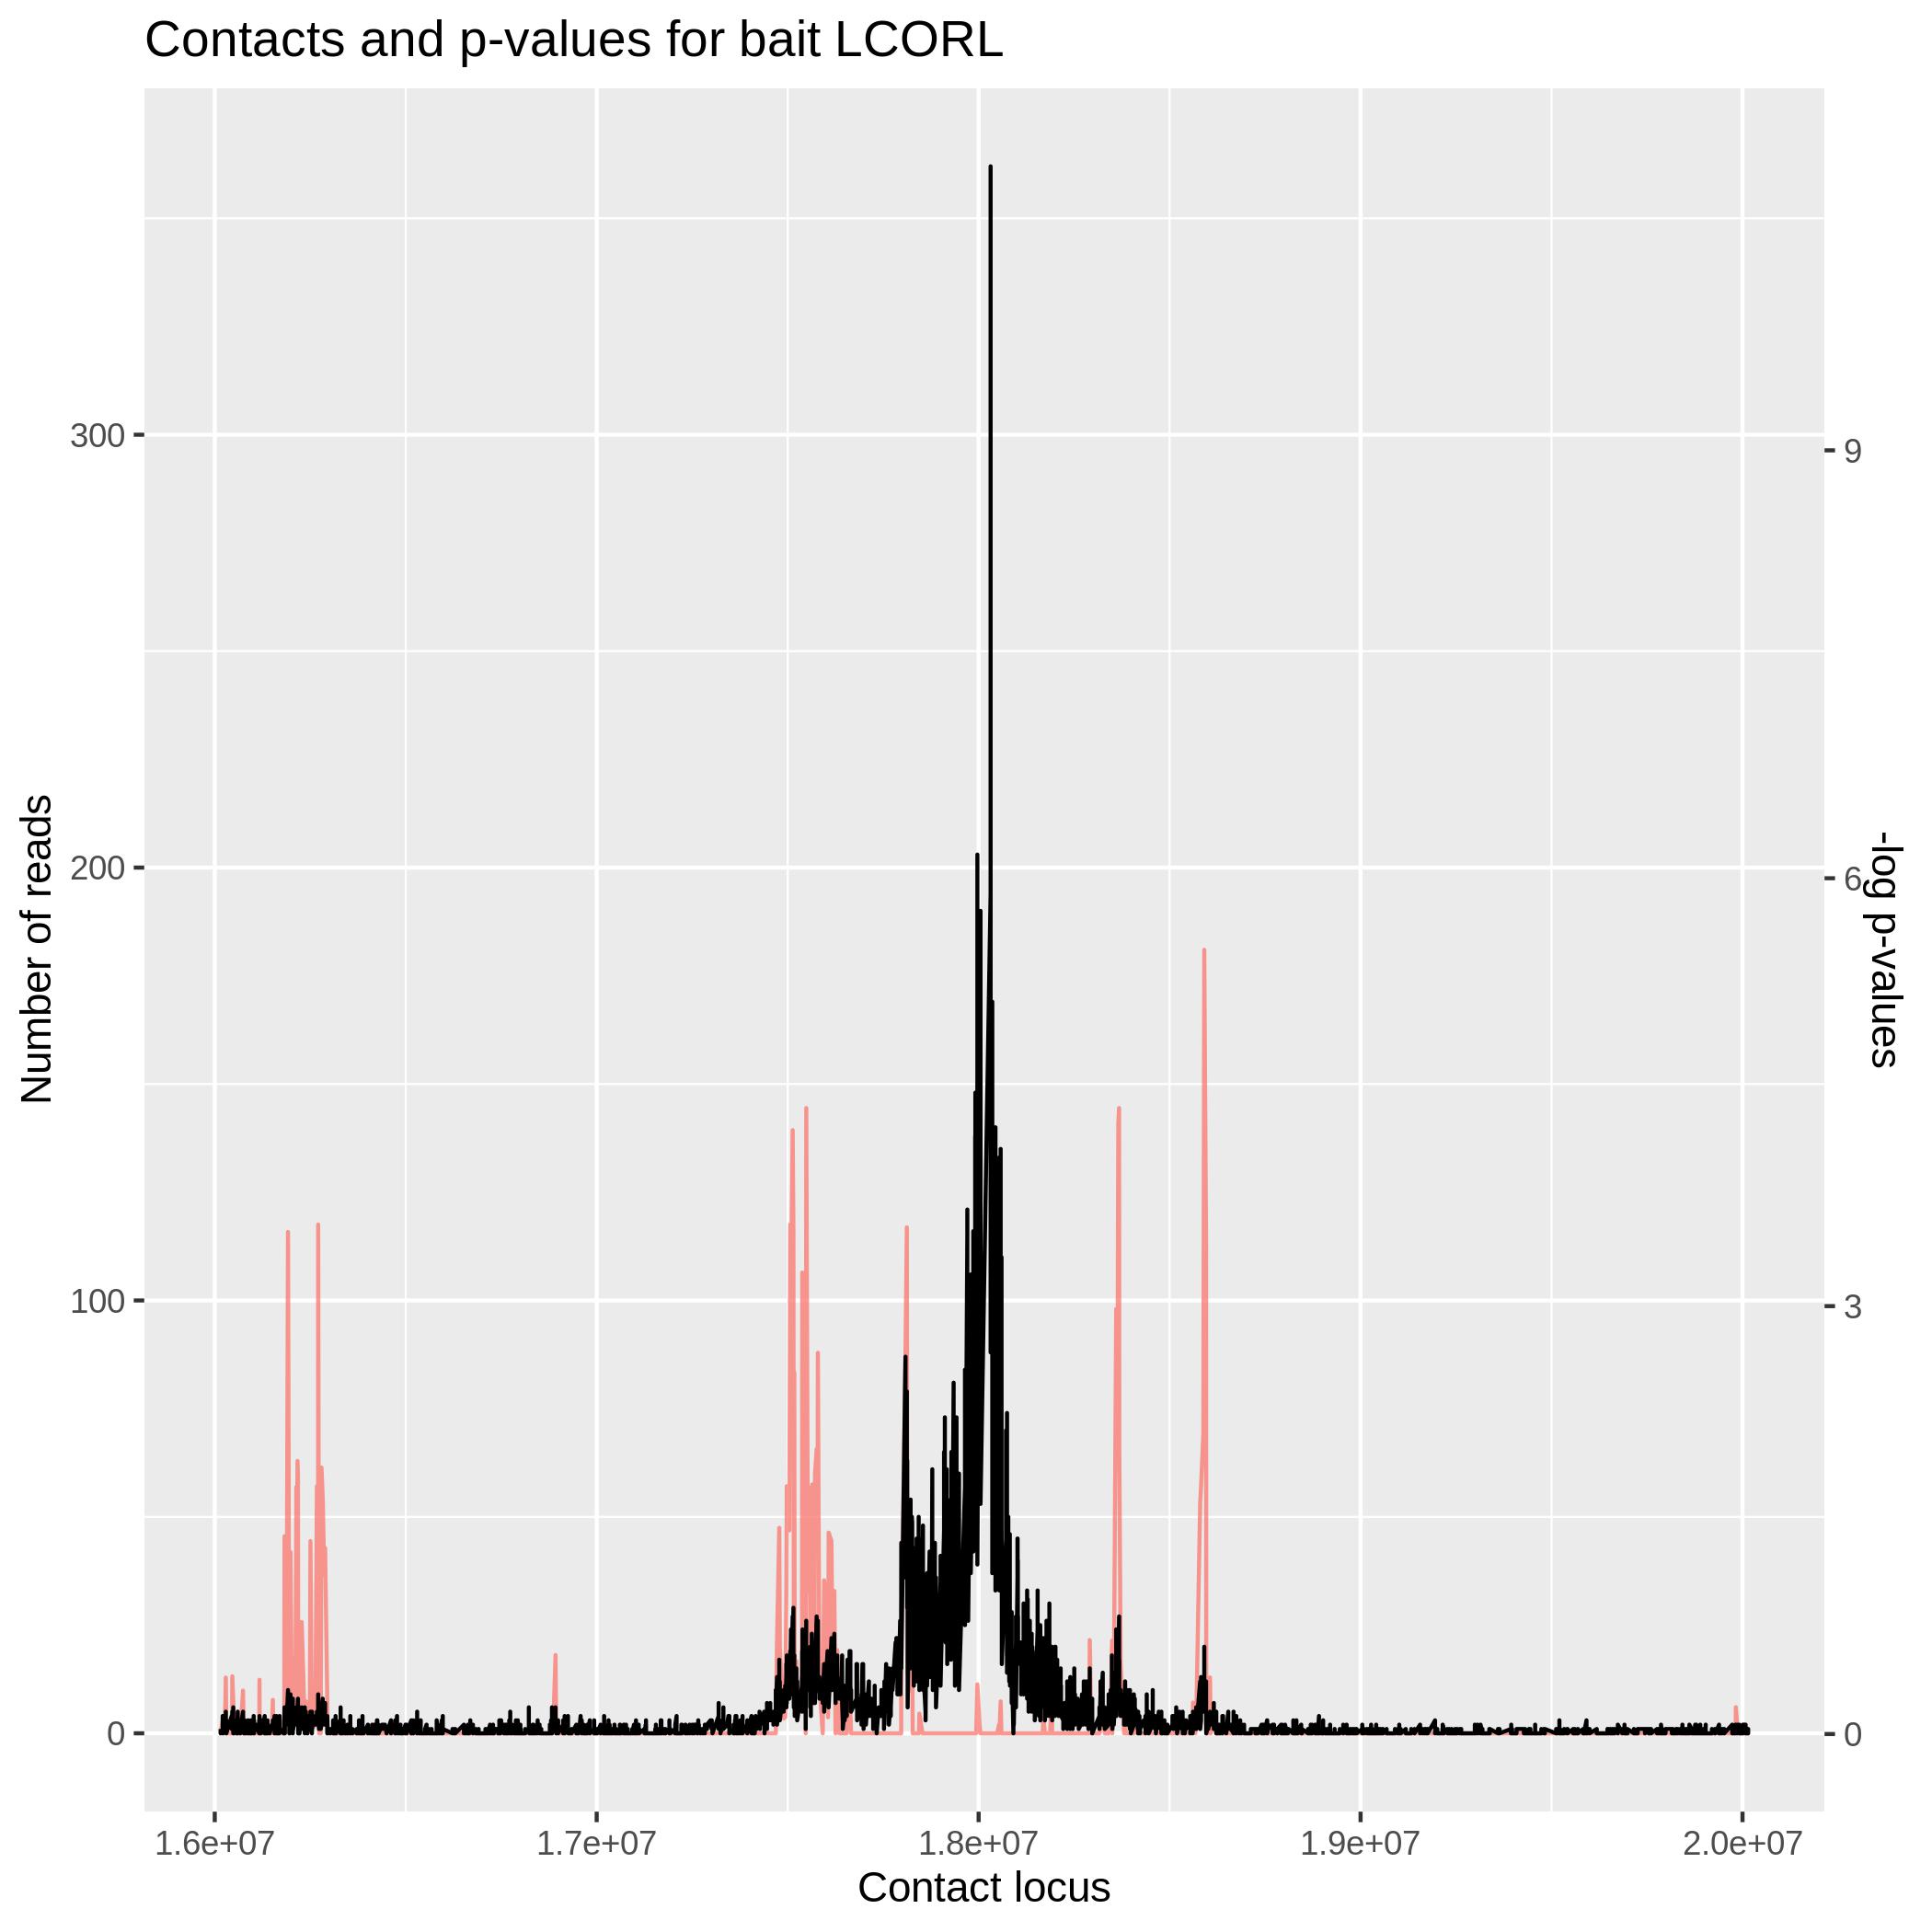 Contacts and p-values for bait LCORL
Number of reads
300
200
100
0
9
6
3
0
-log p-values
1.6e+07
1.7e+07
1.8e+07
1.9e+07
2.0e+07
Contact locus